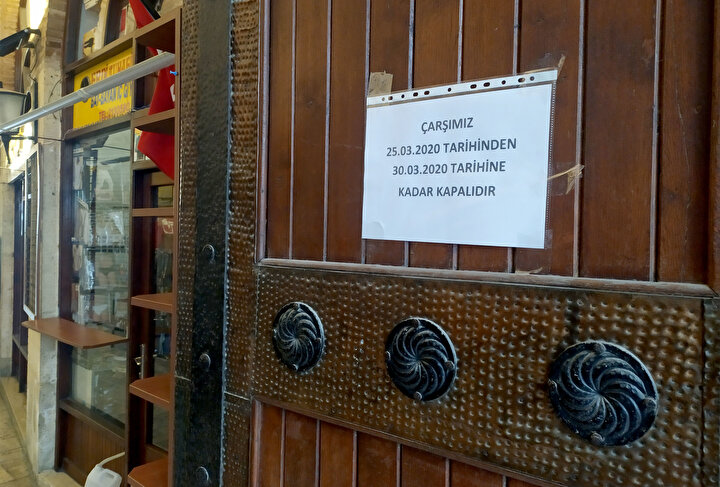 ÇARŞIMIZ
25.03.2020 TARİHİNDEN
30.03.2020 TARİHİNE
KADAR KAPALIDIR